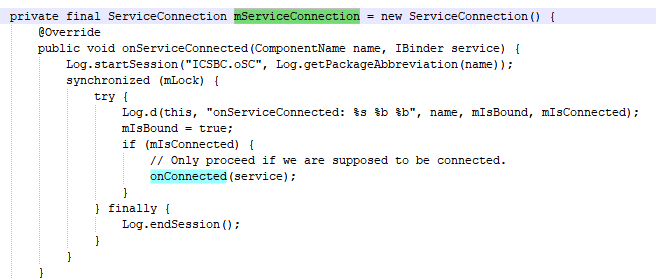 private final ServiceConnection mServiceConnection = new ServiceConnection() {
    @Override
    public void onServiceConnected(ComponentName name, IBinder service) {
        Log.startSession("ICSBC.oSC", Log.getPackageAbbreviation(name));
        synchronized (mLock) {
            try {
                Log.d(this, "onServiceConnected: %s %b %b", name, mIsBound, mIsConnected);
                mIsBound = true;
                if (mIsConnected) {
                    // Only proceed if we are supposed to be connected.
                    onConnected(service);
                }
            } finally {
                Log.endSession();
            }
        }
    }